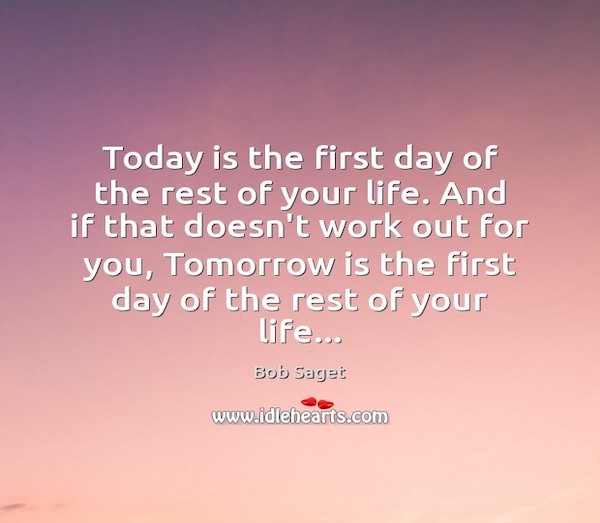 Today is the first day of
the rest of your life. And
if that doesn't work out for
you, Tomorrow is the first
day of the rest of your
life...
Bob Saget
www.idlehearts.com